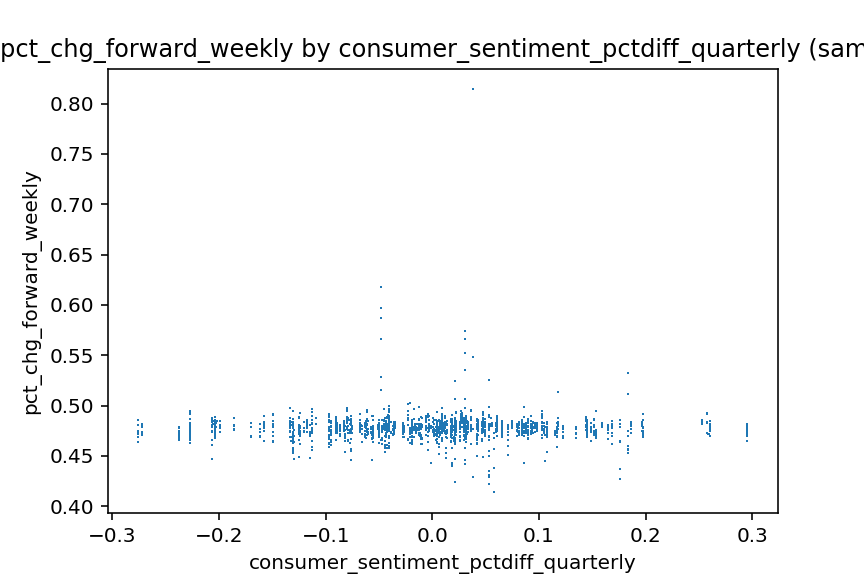 pct_chg_forward_weekly by consumer_sentiment_pctdiff_quarterly (sam
0.80
0.75
0.70
0.65
0.60
0.55
0.50
0.45
0.40
pct_chg_forward_weekly
−0.3 −0.2 −0.1 0.0 0.1 0.2 0.3
consumer_sentiment_pctdiff_quarterly